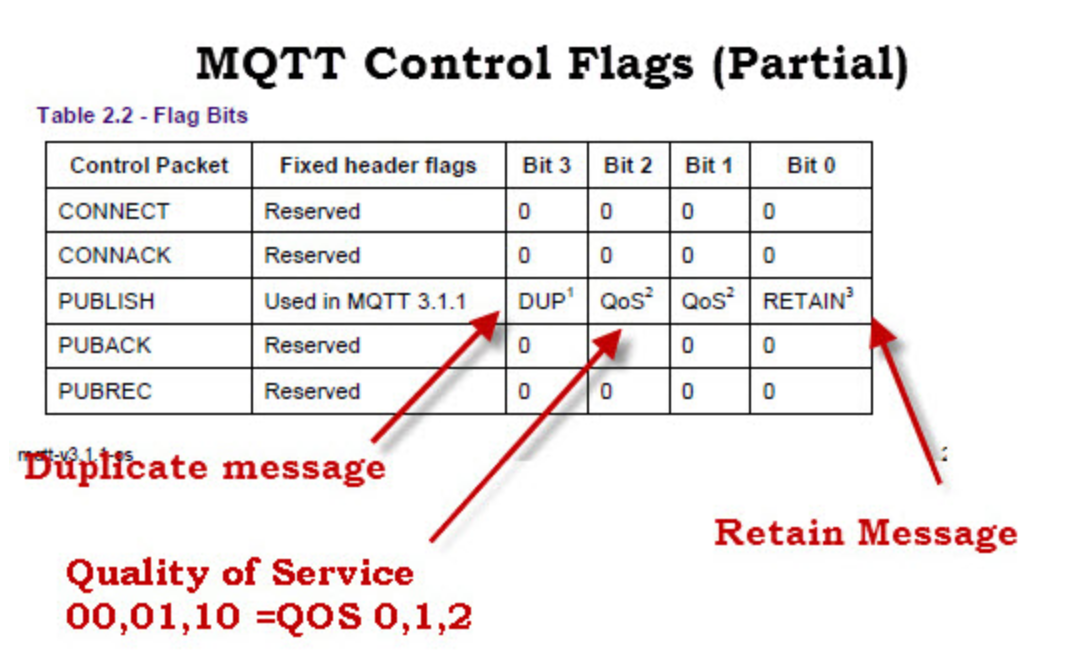 MQTT Control Flags (Partial)
Table 2.2 - Flag Bits
Control Packet Fixed header flags Bit 3 Bit 2 Bit 1 Bit 0
CONNECT Reserved 0 0 0 0
CONNACK Reserved 0 0 0 0
PUBLISH Used in MQTT 3.1.1 DUP¹ QoS² QoS² RETAIN³
PUBACK Reserved 0 0 0
PUBREC Reserved 0 0 0 0
Duplicate message
Retain Message
Quality of Service
00,01,10 =QOS 0,1,2